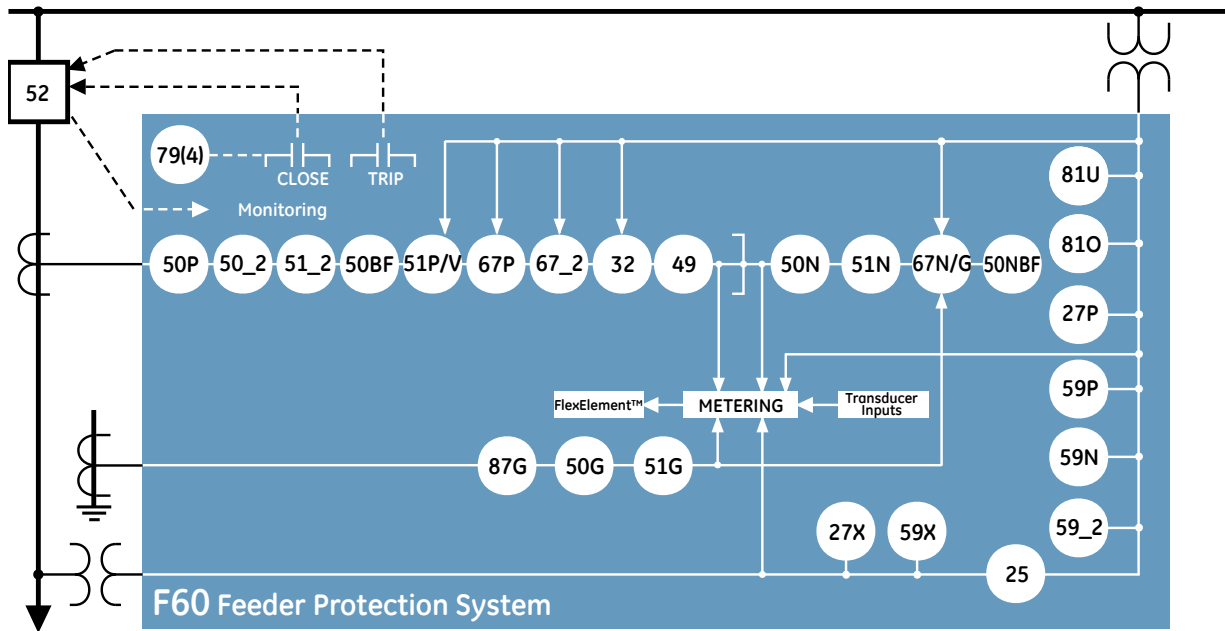 52
79(4)
CLOSE
TRIP
Monitoring
81U
81O
50P
50_2
51_2
50BF
51P/V
67P
67_2
32
49
50N
51N
67N/G
50NBF
27P
59P
FlexElement™
METERING
Transducer
Inputs
87G
50G
51G
59N
27X
59X
59_2
25
F60 Feeder Protection System